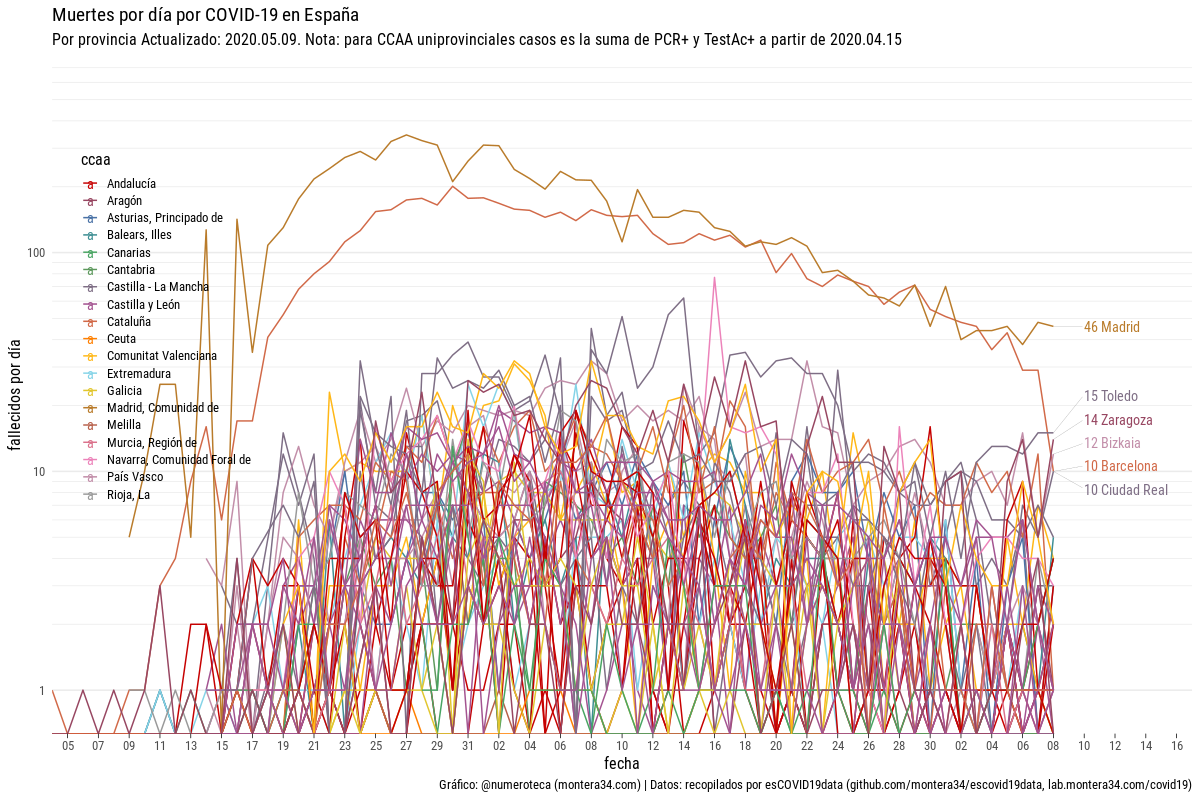 Muertes por día por COVID-19 en España
Por provincia Actualizado: 2020.05.09. Nota: para CCAA uniprovinciales casos es la suma de PCR+ y TestAc+ a partir de 2020.04.15
fallecidos por día
100
10
1
ccaa
a Andalucía
a Aragón
a Asturias, Principado de
a Balears, Illes
a Canarias
a Cantabria
a Castilla - La Mancha
a Castilla y León
a Cataluña
a Ceuta
a Comunitat Valenciana
a Extremadura
a Galicia
a Madrid, Comunidad de
a Melilla
a Murcia, Región de
a Navarra, Comunidad Foral de
a País Vasco
a Rioja, La
46 Madrid
15 Toledo
14 Zaragoza
12 Bizkaia
10 Barcelona
10 Ciudad Real
05 07 09 11 13 15 17 19 21 23 25 27 29 31 02 04 06 08 10 12 14 16 18 20 22 24 26 28 30 02 04 06 08 10 12 14 16
fecha
Gráfico: @numeroteca (montera34.com) | Datos: recopilados por esCOVID19data (github.com/montera34/escovid19data, lab.montera34.com/covid19)